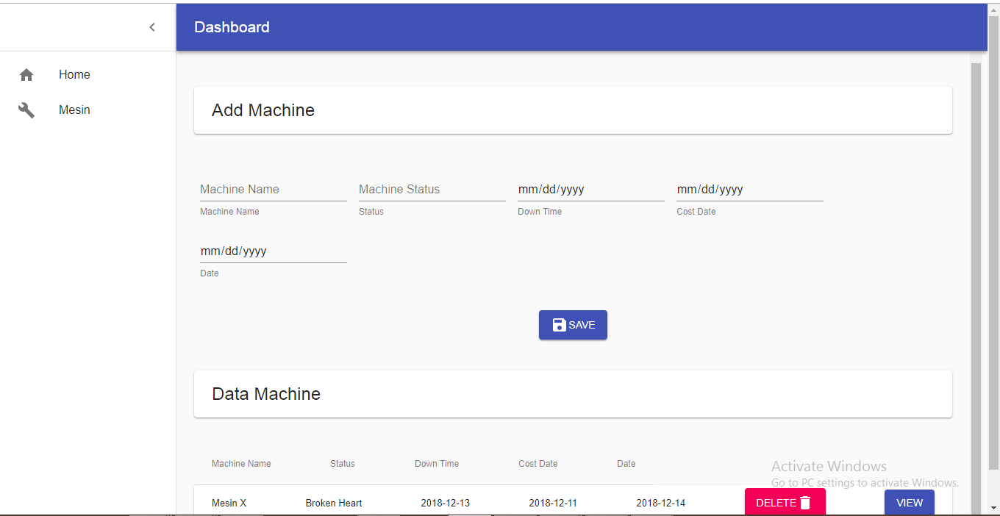 Dashboard
Home
Mesin
Add Machine
Machine Name Machine Status mm/dd/yyyy mm/dd/yyyy
Machine Name Status Down Time Cost Date
mm/dd/yyyy
Date
SAVE
Data Machine
Machine Name Status Down Time Cost Date Date
Activate Windows
Go to PC settings to activate Windows.
Mesin X Broken Heart 2018-12-13 2018-12-11 2018-12-14 DELETE VIEW